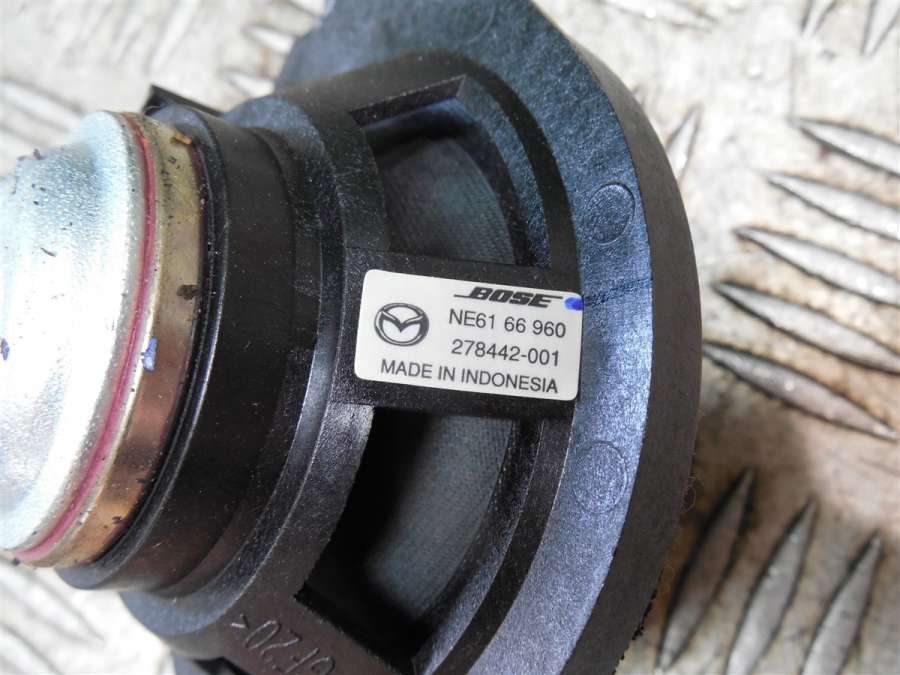 BOSE
NE61 66 960
278442-001
MADE IN INDONESIA